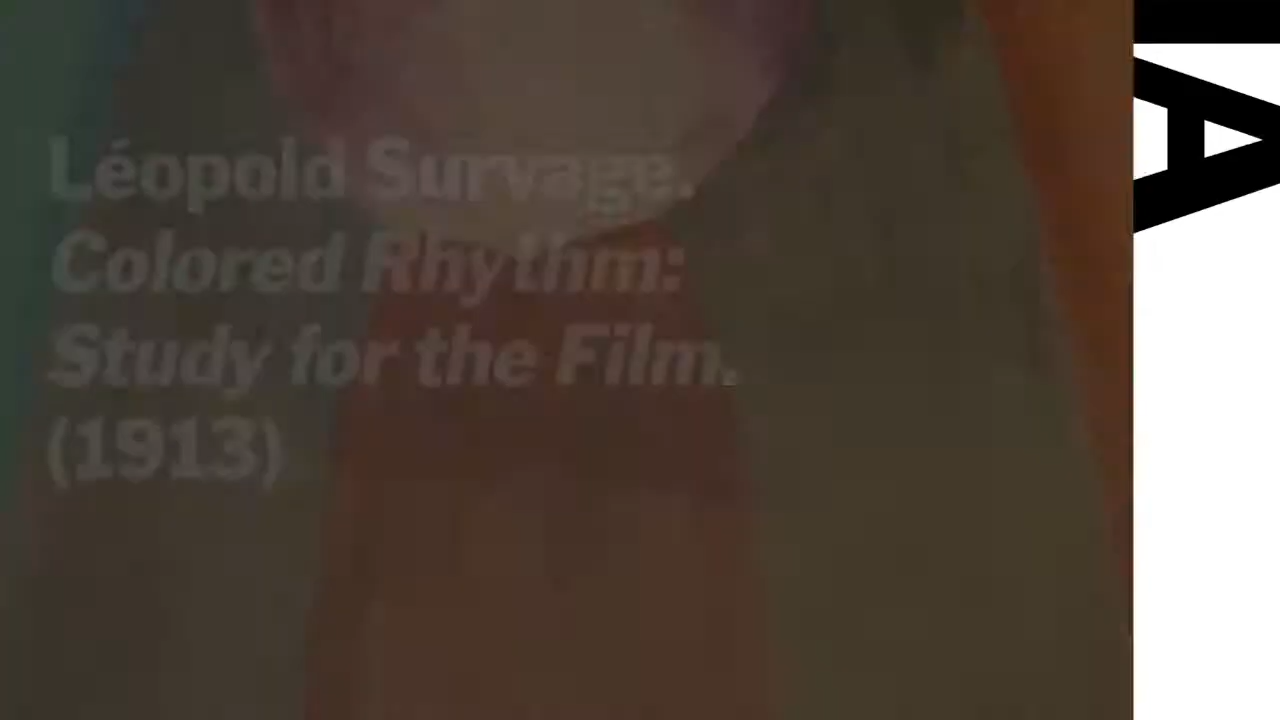 Léopold Survage.
Colored Rhythm:
Study for the Film.
(1913)
A